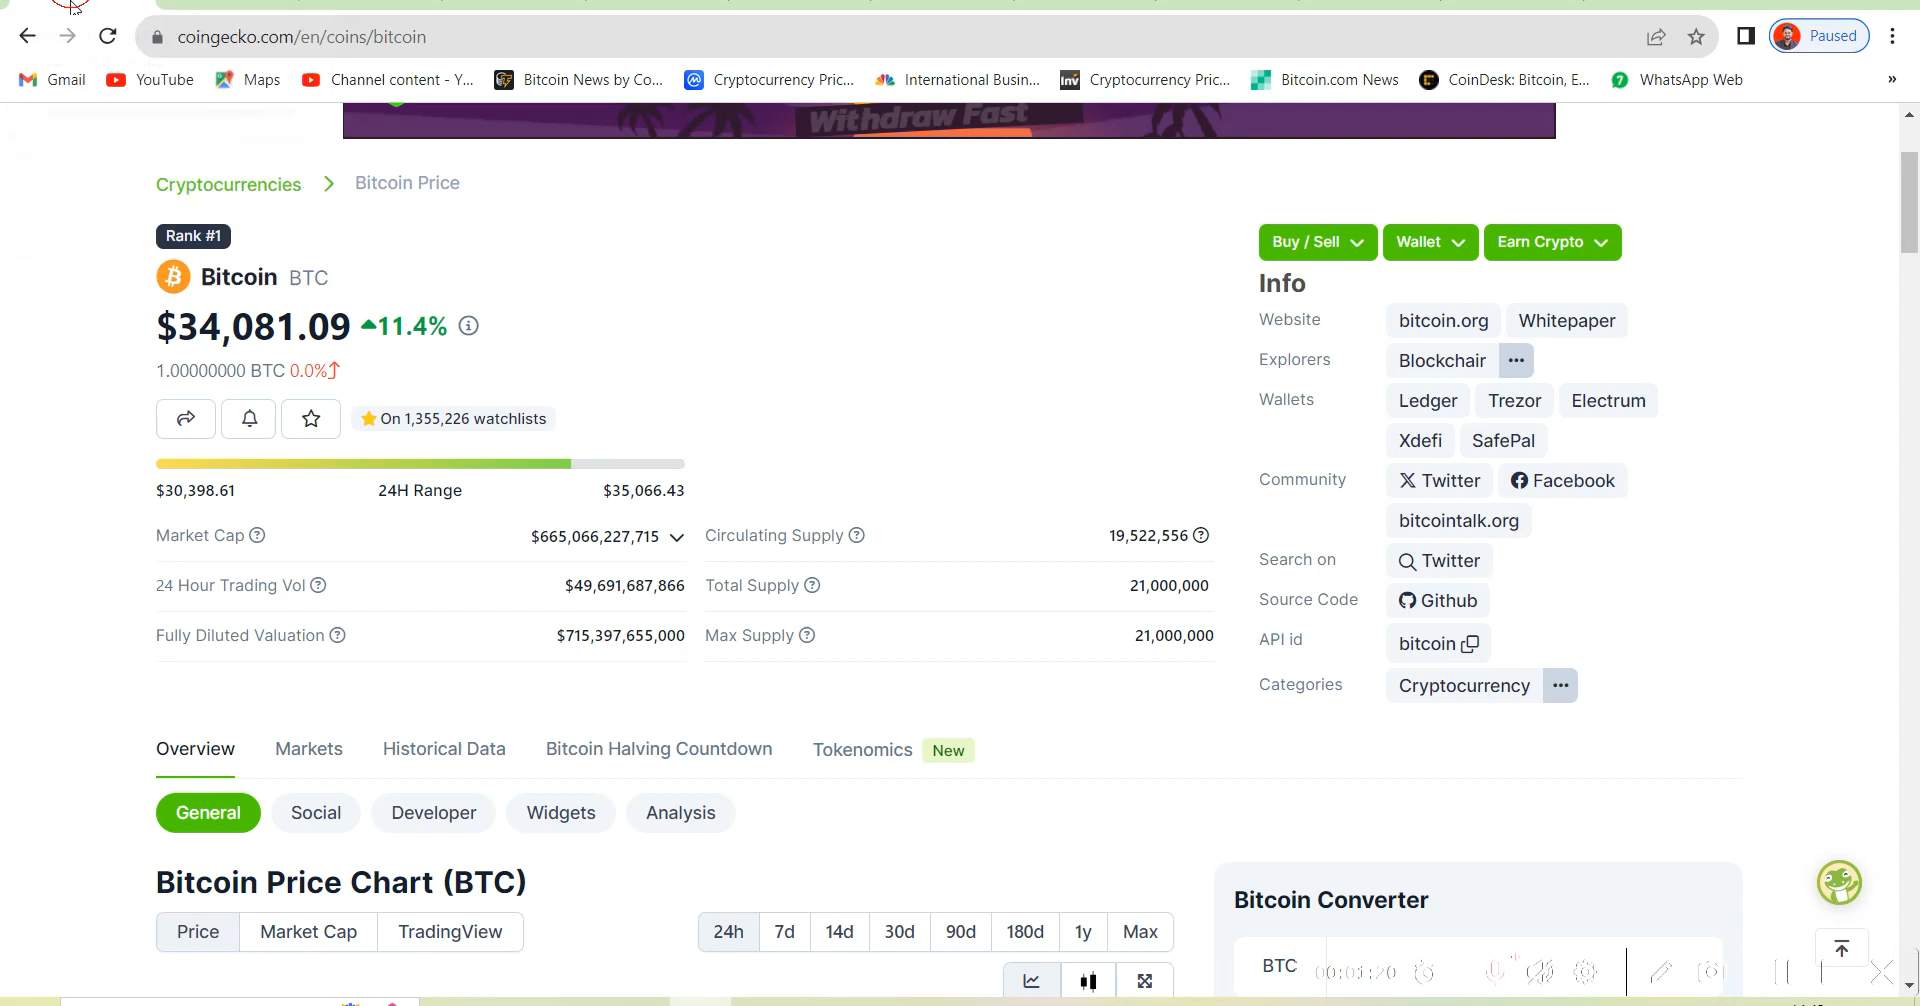 coingecko.com/en/coins/bitcoin
Paused
Gmail YouTube Maps Channel content - Y... Bitcoin News by Co... Cryptocurrency Pric... International Busin... Inv Cryptocurrency Pric... Bitcoin.com News CoinDesk: Bitcoin, E... 7 WhatsApp Web »
Withdraw Fast
Cryptocurrencies > Bitcoin Price
Rank #1
Bitcoin BTC
$34,081.09 11.4%
1.00000000 BTC 0.0%
On 1,355,226 watchlists
$30,398.61 24H Range $35,066.43
Market Cap $665,066,227,715
Circulating Supply 19,522,556
24 Hour Trading Vol $49,691,687,866
Total Supply 21,000,000
Fully Diluted Valuation $715,397,655,000
Max Supply 21,000,000
Buy / Sell Wallet Earn Crypto
Info
Website bitcoin.org Whitepaper
Explorers Blockchair ...
Wallets Ledger Trezor Electrum
Xdefi SafePal
Community Twitter Facebook
bitcointalk.org
Search on Twitter
Source Code Github
API id bitcoin
Categories Cryptocurrency ...
Overview Markets Historical Data Bitcoin Halving Countdown Tokenomics New
General Social Developer Widgets Analysis
Bitcoin Price Chart (BTC)
Price Market Cap TradingView
24h 7d 14d 30d 90d 180d 1y Max
Bitcoin Converter
BTC
00:01:20